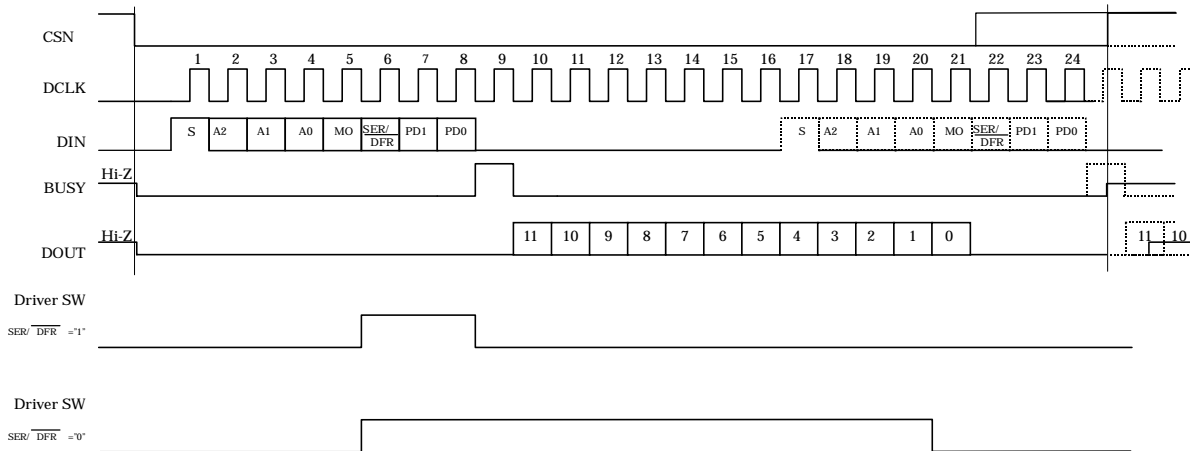 CSN
1 2 3 4 5 6 7 8 9 10 11 12 13 14 15 16 17 18 19 20 21 22 23 24
DCLK
S A2 A1 A0 MO SER/DFR PD1 PD0 S A2 A1 A0 MO SER/DFR PD1 PD0
DIN
Hi-Z
BUSY
Hi-Z 11 10 9 8 7 6 5 4 3 2 1 0 11 10
DOUT
Driver SW
SER/ DFR ="1"
Driver SW
SER/ DFR ="0"